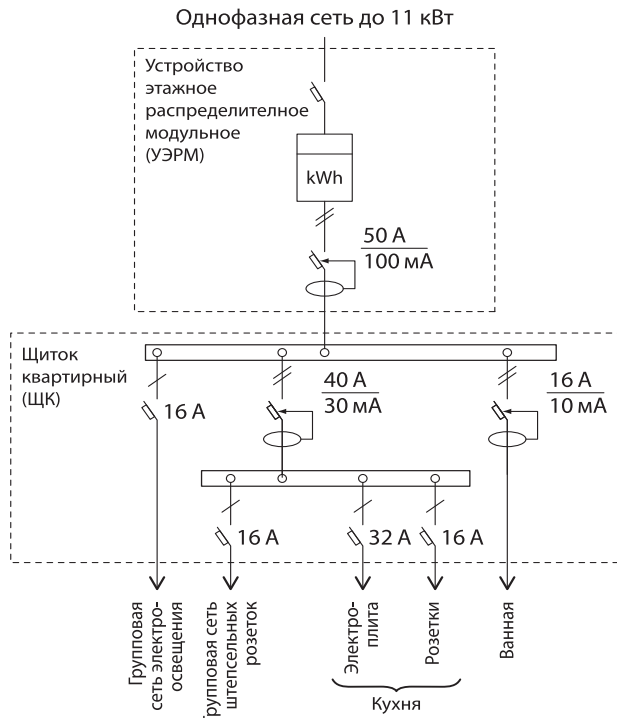 Однофазная сеть до 11 кВт
Устройство
этажное
распределителное
модульное
(УЭРМ)
kWh
50 А
100 мА
Щиток
квартирный
(ЩК)
16 А
40 А
30 мА
16 А
10 мА
16 А
32 А
16 А
Групповая
сеть электро-
освещения
Групповая сеть
штепсельных
розеток
Электро-
плита
Розетки
Ванная
Кухня